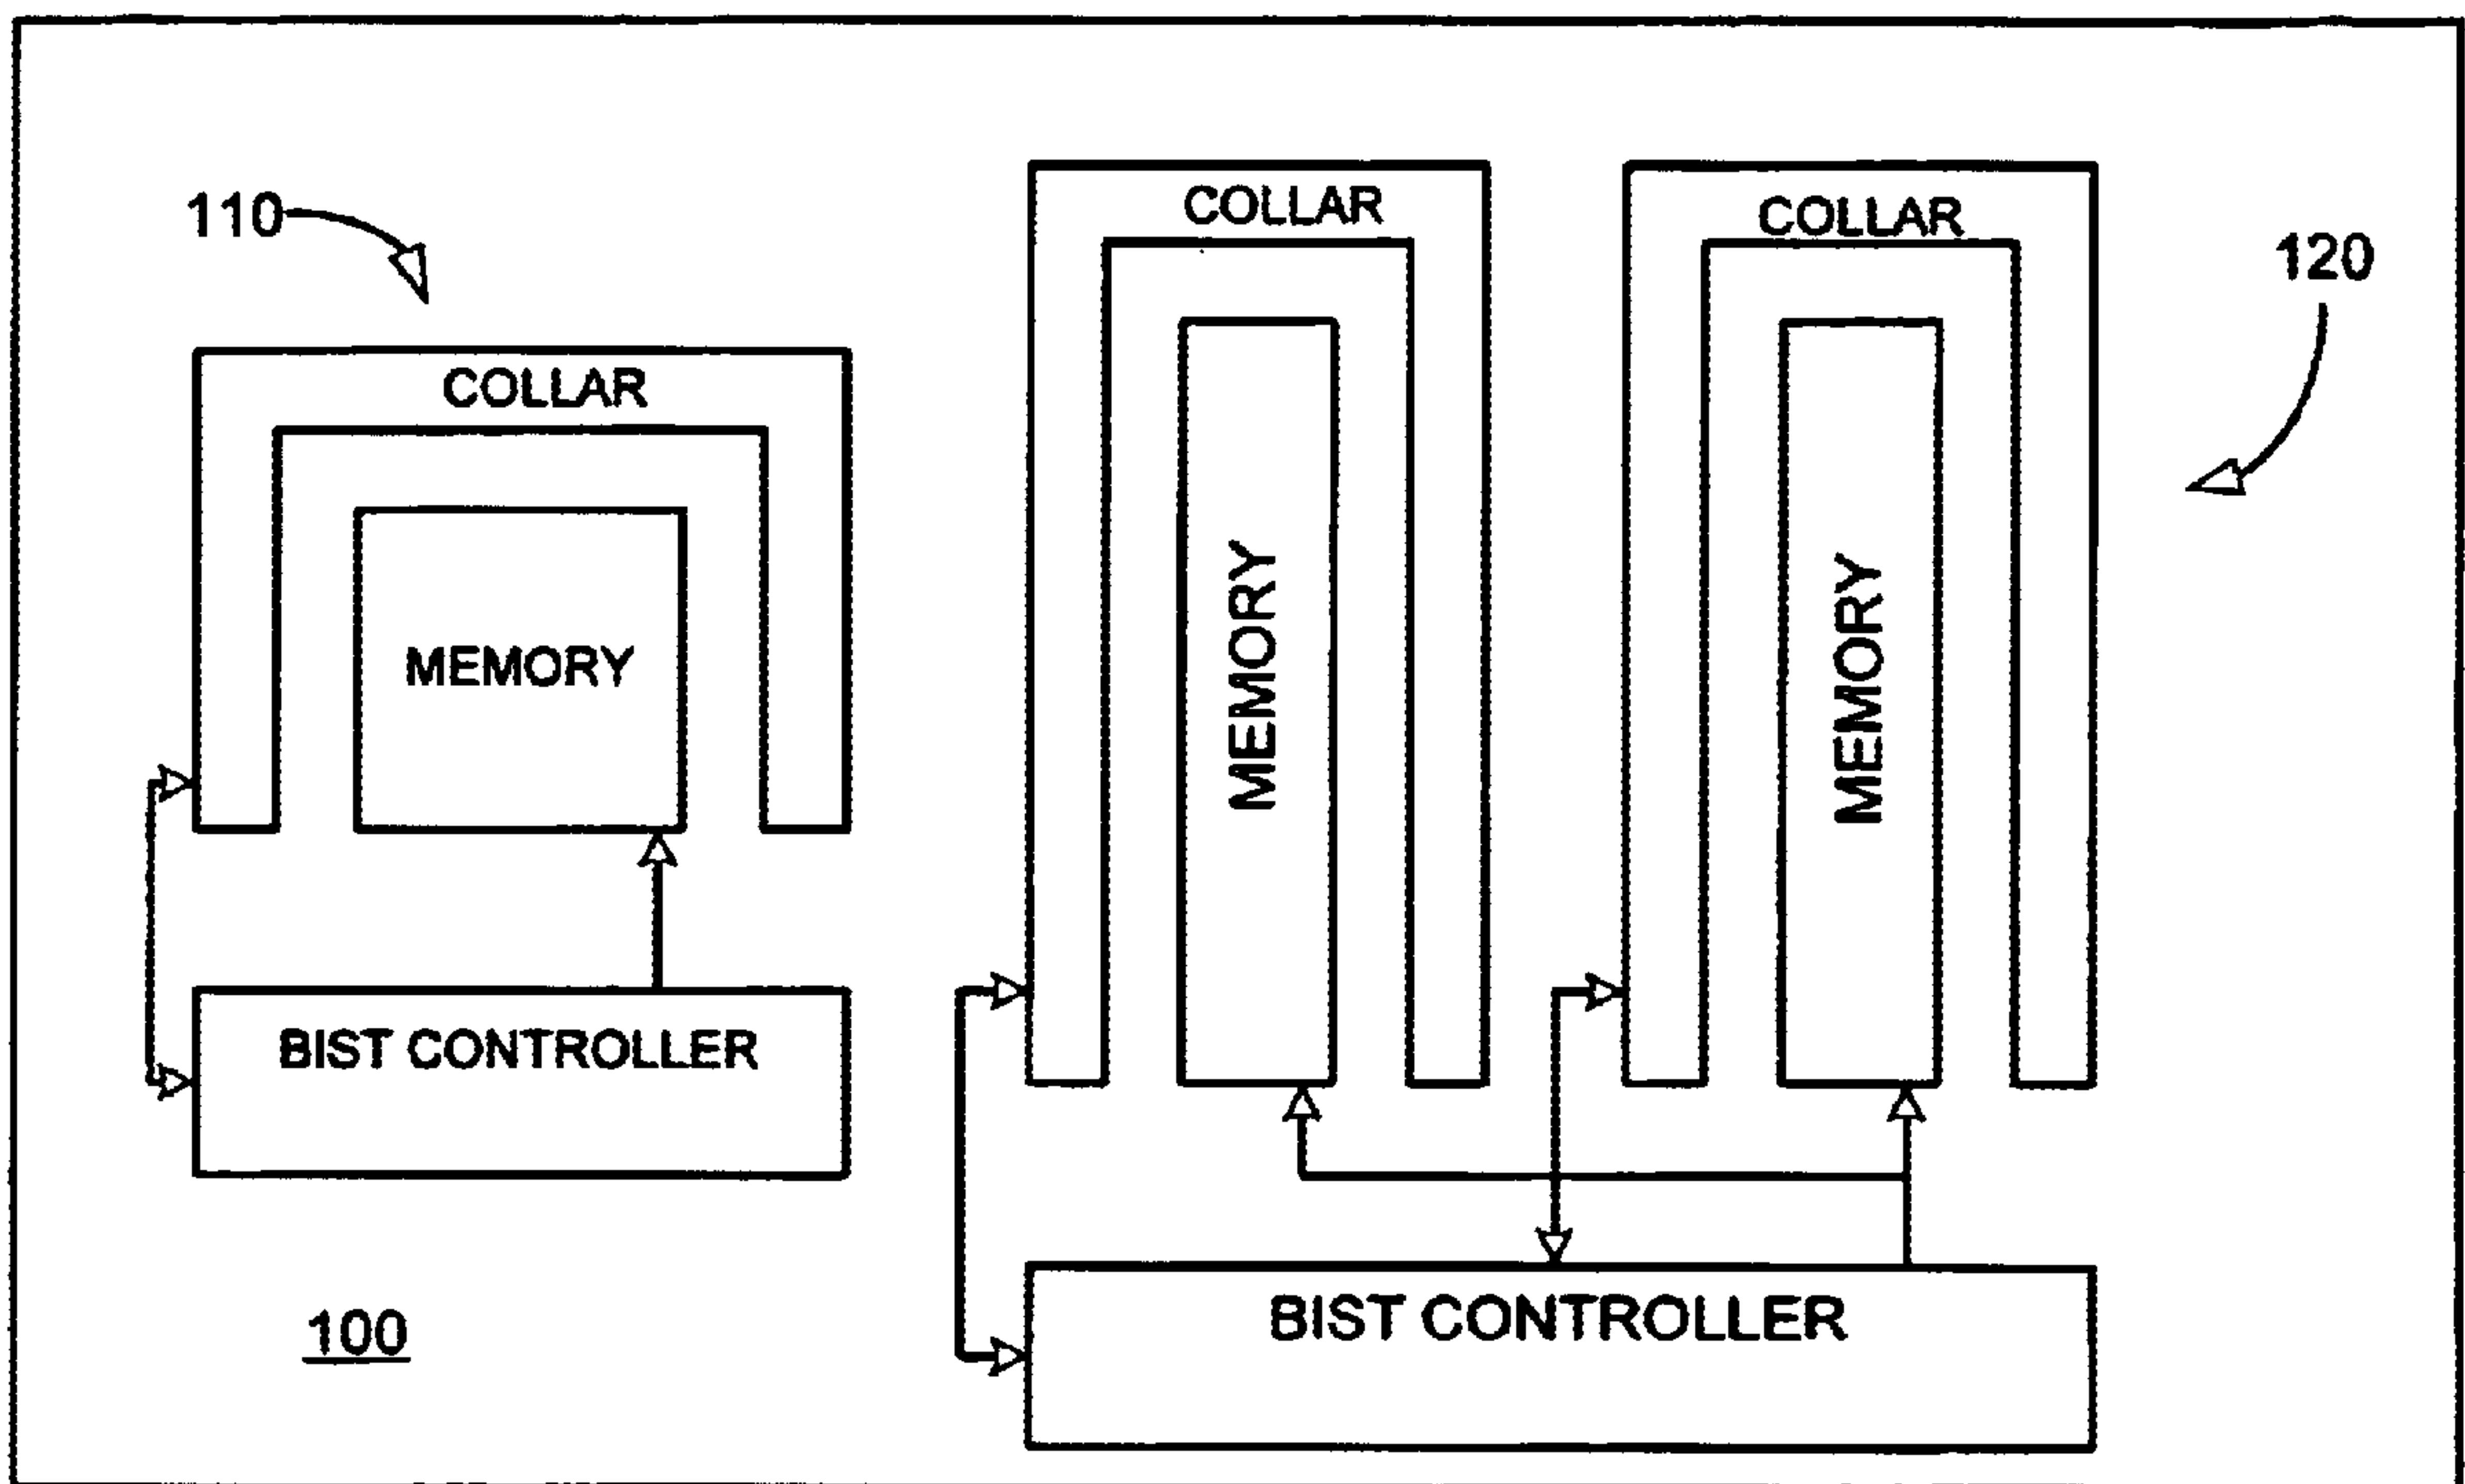 110
COLLAR
MEMORY
BIST CONTROLLER
100
COLLAR
MEMORY
COLLAR
MEMORY
120
BIST CONTROLLER